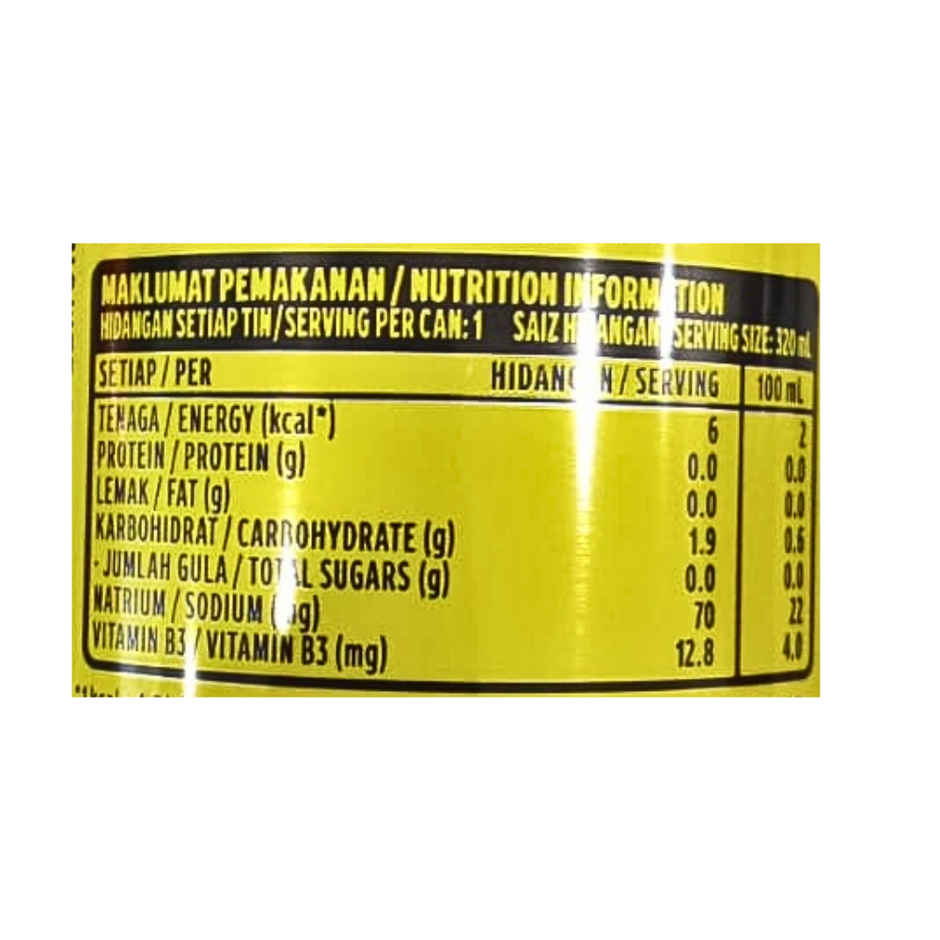 MAKLUMAT PEMAKANAN / NUTRITION INFORMATION
HIDANGAN SETIAP TIN / SERVING PER CAN: 1 SAIZ HIDANGAN / SERVING SIZE: 320 mL
SETIAP / PER HIDANGAN / SERVING 100 mL
TENAGA / ENERGY (kcal*) 6 2
PROTEIN / PROTEIN (g) 0.0 0.0
LEMAK / FAT (g) 0.0 0.0
KARBOHIDRAT / CARBOHYDRATE (g) 1.9 0.6
- JUMLAH GULA / TOTAL SUGARS (g) 0.0 0.0
NATRIUM / SODIUM (mg) 70 22
VITAMIN B3 / VITAMIN B3 (mg) 12.8 4.0